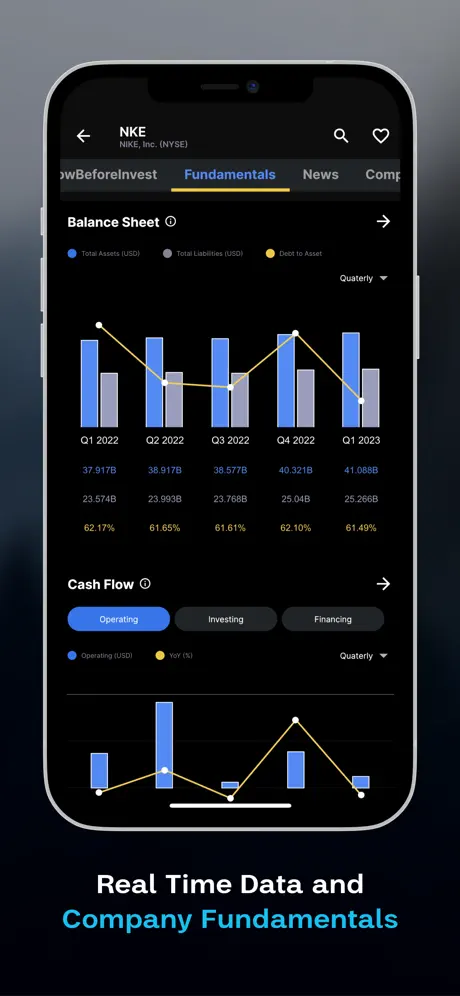 NKE
NIKE, Inc. (NYSE)
owBeforeInvest Fundamentals News Comp
Balance Sheet
Total Assets (USD) Total Liabilities (USD) Debt to Asset
Quaterly
Q1 2022 Q2 2022 Q3 2022 Q4 2022 Q1 2023
37.917B 38.917B 38.577B 40.321B 41.088B
23.574B 23.993B 23.768B 25.04B 25.266B
62.17% 61.65% 61.61% 62.10% 61.49%
Cash Flow
Operating Investing Financing
Operating (USD) YoY (%)
Quaterly
Real Time Data and
Company Fundamentals